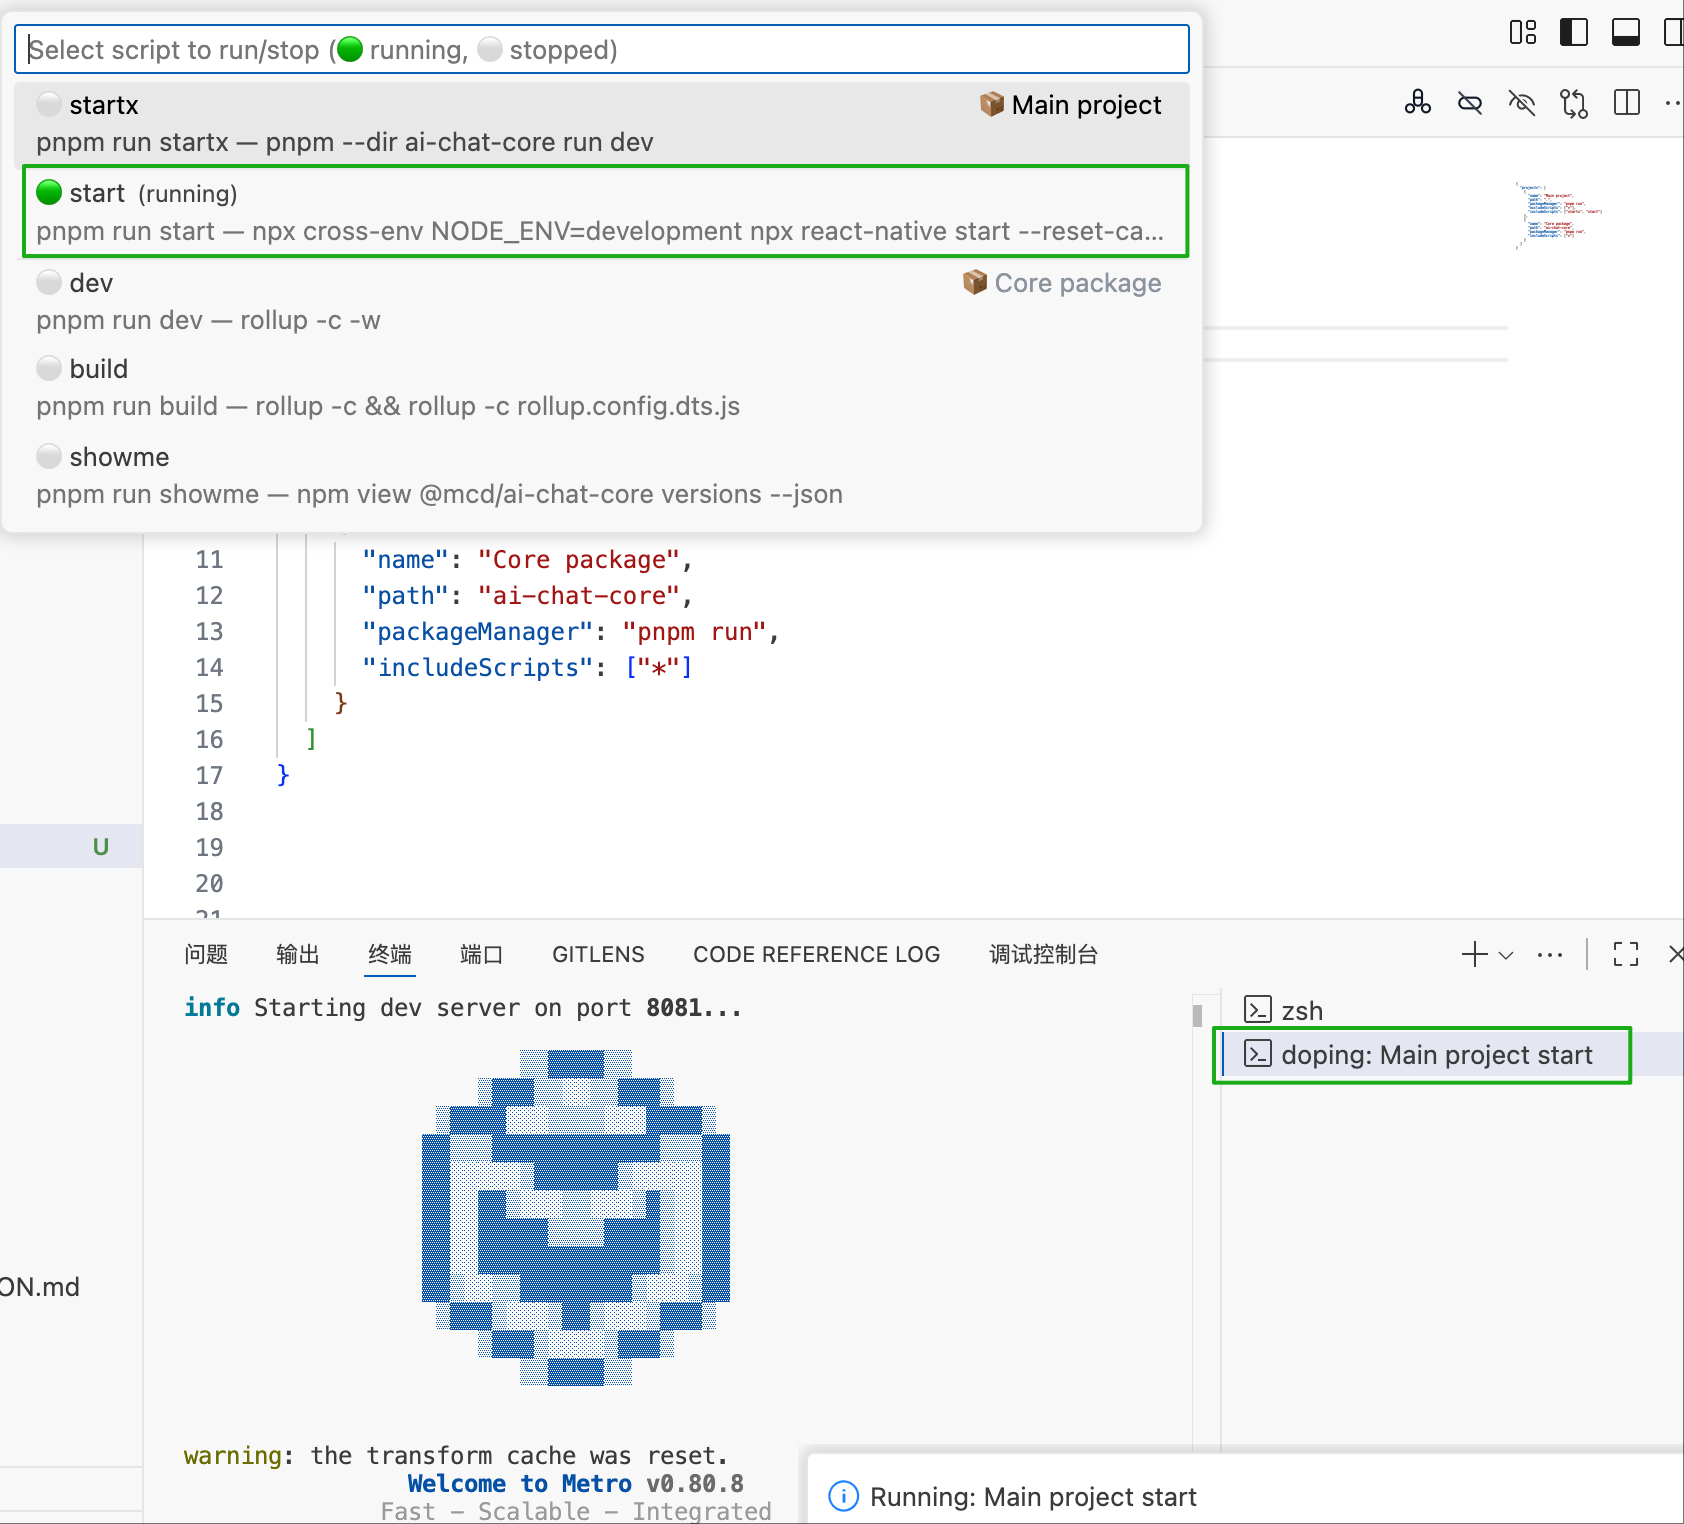 Select script to run/stop (🟢 running, ⚪ stopped)
startx
📦 Main project
pnpm run startx — pnpm --dir ai-chat-core run dev
start (running)
pnpm run start — npx cross-env NODE_ENV=development npx react-native start --reset-ca...
dev
📦 Core package
pnpm run dev — rollup -c -w
build
pnpm run build — rollup -c && rollup -c rollup.config.dts.js
showme
pnpm run showme — npm view @mcd/ai-chat-core versions --json
11 "name": "Core package",
12 "path": "ai-chat-core",
13 "packageManager": "pnpm run",
14 "includeScripts": ["*"]
15 }
16 ]
17 }
18
19
20
21
U
ON.md
问题 输出 终端 端口 GITLENS CODE REFERENCE LOG 调试控制台
info Starting dev server on port 8081...
zsh
doping: Main project start
warning: the transform cache was reset.
Welcome to Metro v0.80.8
Fast - Scalable - Integrated
Running: Main project start